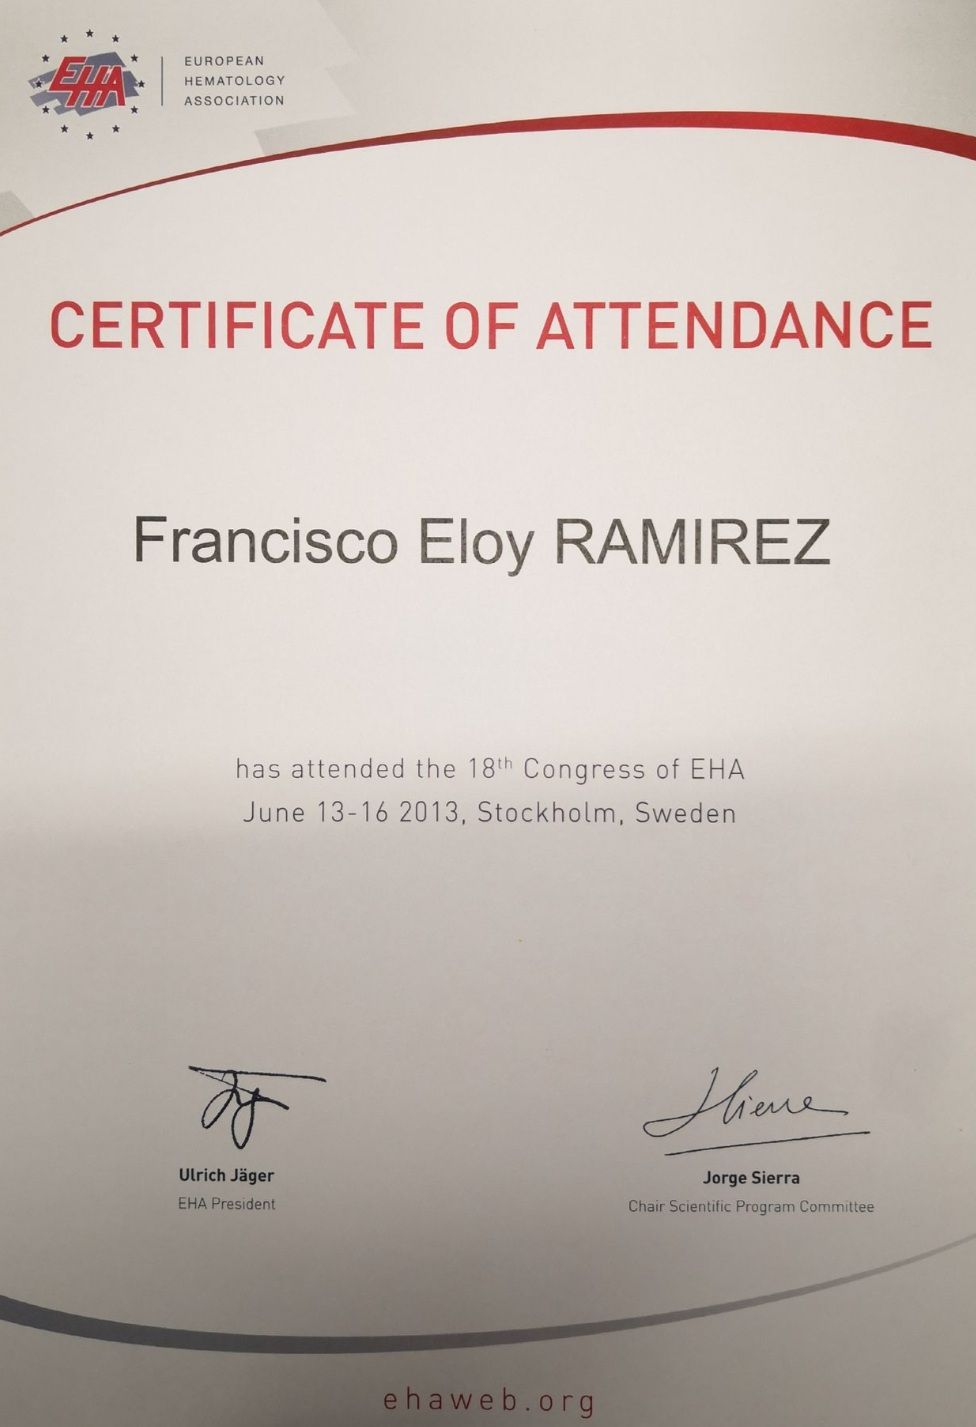 EHA
EUROPEAN
HEMATOLOGY
ASSOCIATION
CERTIFICATE OF ATTENDANCE
Francisco Eloy RAMIREZ
has attended the 18th Congress of EHA
June 13-16 2013, Stockholm, Sweden
Ulrich Jäger
EHA President
Jorge Sierra
Chair Scientific Program Committee
ehaweb.org